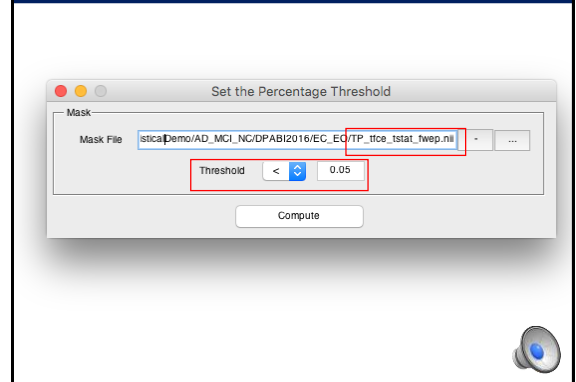 Set the Percentage Threshold
Mask
Mask File istical|Demo/AD_MCI_NC/DPABI2016/EC_EO/TP_tfce_tstat_fwep.nii - ...
Threshold < 0.05
Compute